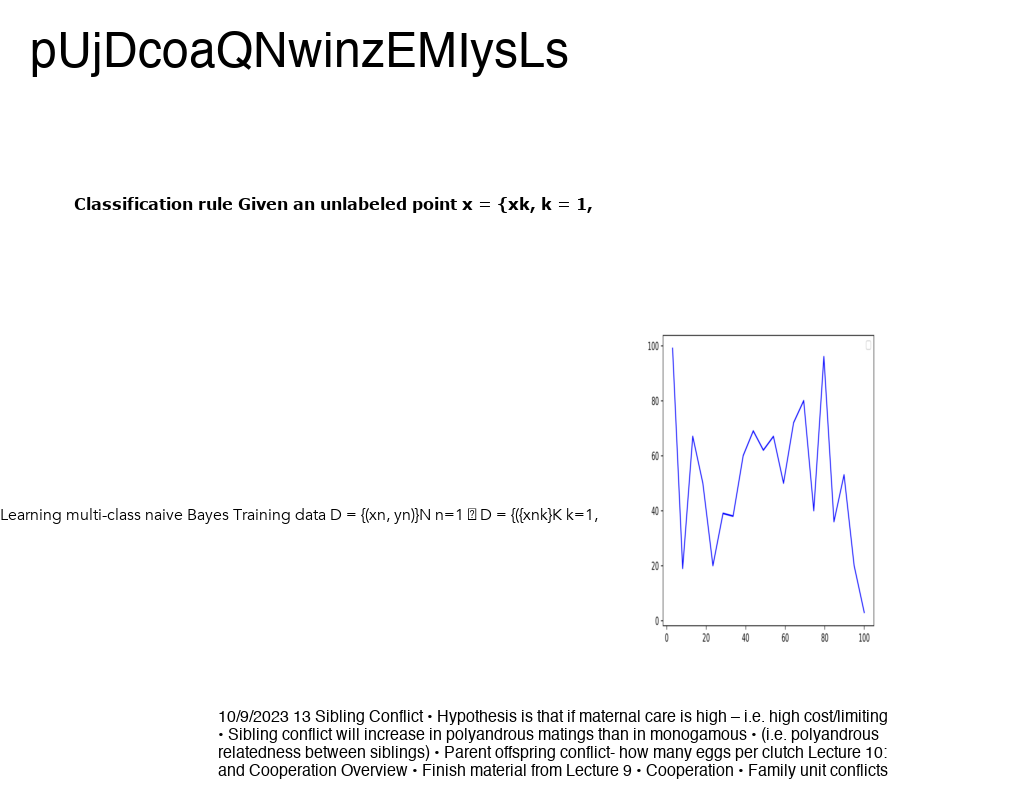 pUjDcoaQNwinzEMIysLs
Classification rule Given an unlabeled point x = {xk, k = 1,
100
80
60
40
20
0
0 20 40 60 80 100
Learning multi-class naive Bayes Training data D = {(xn, yn)}N n=1 D = {({xnk}K k=1,
10/9/2023 13 Sibling Conflict • Hypothesis is that if maternal care is high – i.e. high cost/limiting
• Sibling conflict will increase in polyandrous matings than in monogamous • (i.e. polyandrous
relatedness between siblings) • Parent offspring conflict- how many eggs per clutch Lecture 10:
and Cooperation Overview • Finish material from Lecture 9 • Cooperation • Family unit conflicts